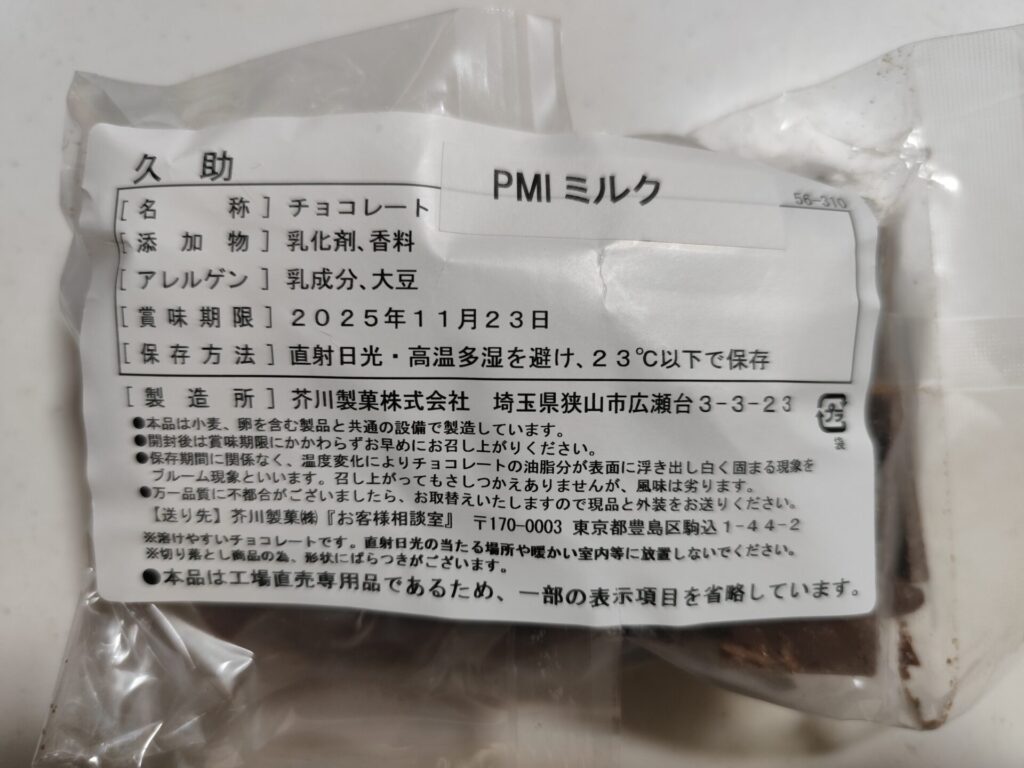 久助
PMI ミルク
56-310
[名称] チョコレート
[添加物] 乳化剤、香料
[アレルゲン] 乳成分、大豆
[賞味期限] 2025年11月23日
[保存方法] 直射日光・高温多湿を避け、23℃以下で保存
[製造所] 芥川製菓株式会社 埼玉県狭山市広瀬台3-3-23
プラ
袋
●本品は小麦、卵を含む製品と共通の設備で製造しています。
●開封後は賞味期限にかかわらずお早めにお召し上がりください。
●保存期間に関係なく、温度変化によりチョコレートの油脂分が表面に浮き出し白く固まる現象を
ブルーム現象といいます。召し上がってもさしつかえありませんが、風味は劣ります。
●万一品質に不都合がございましたら、お取替えいたしますので現品と外装をお送りください。
【送り先】芥川製菓㈱『お客様相談室』 〒170-0003 東京都豊島区駒込1-44-2
※溶けやすいチョコレートです。直射日光の当たる場所や暖かい室内等に放置しないでください。
※切り落とし商品の為、形状にばらつきがございます。
●本品は工場直売専用品であるため、一部の表示項目を省略しています。